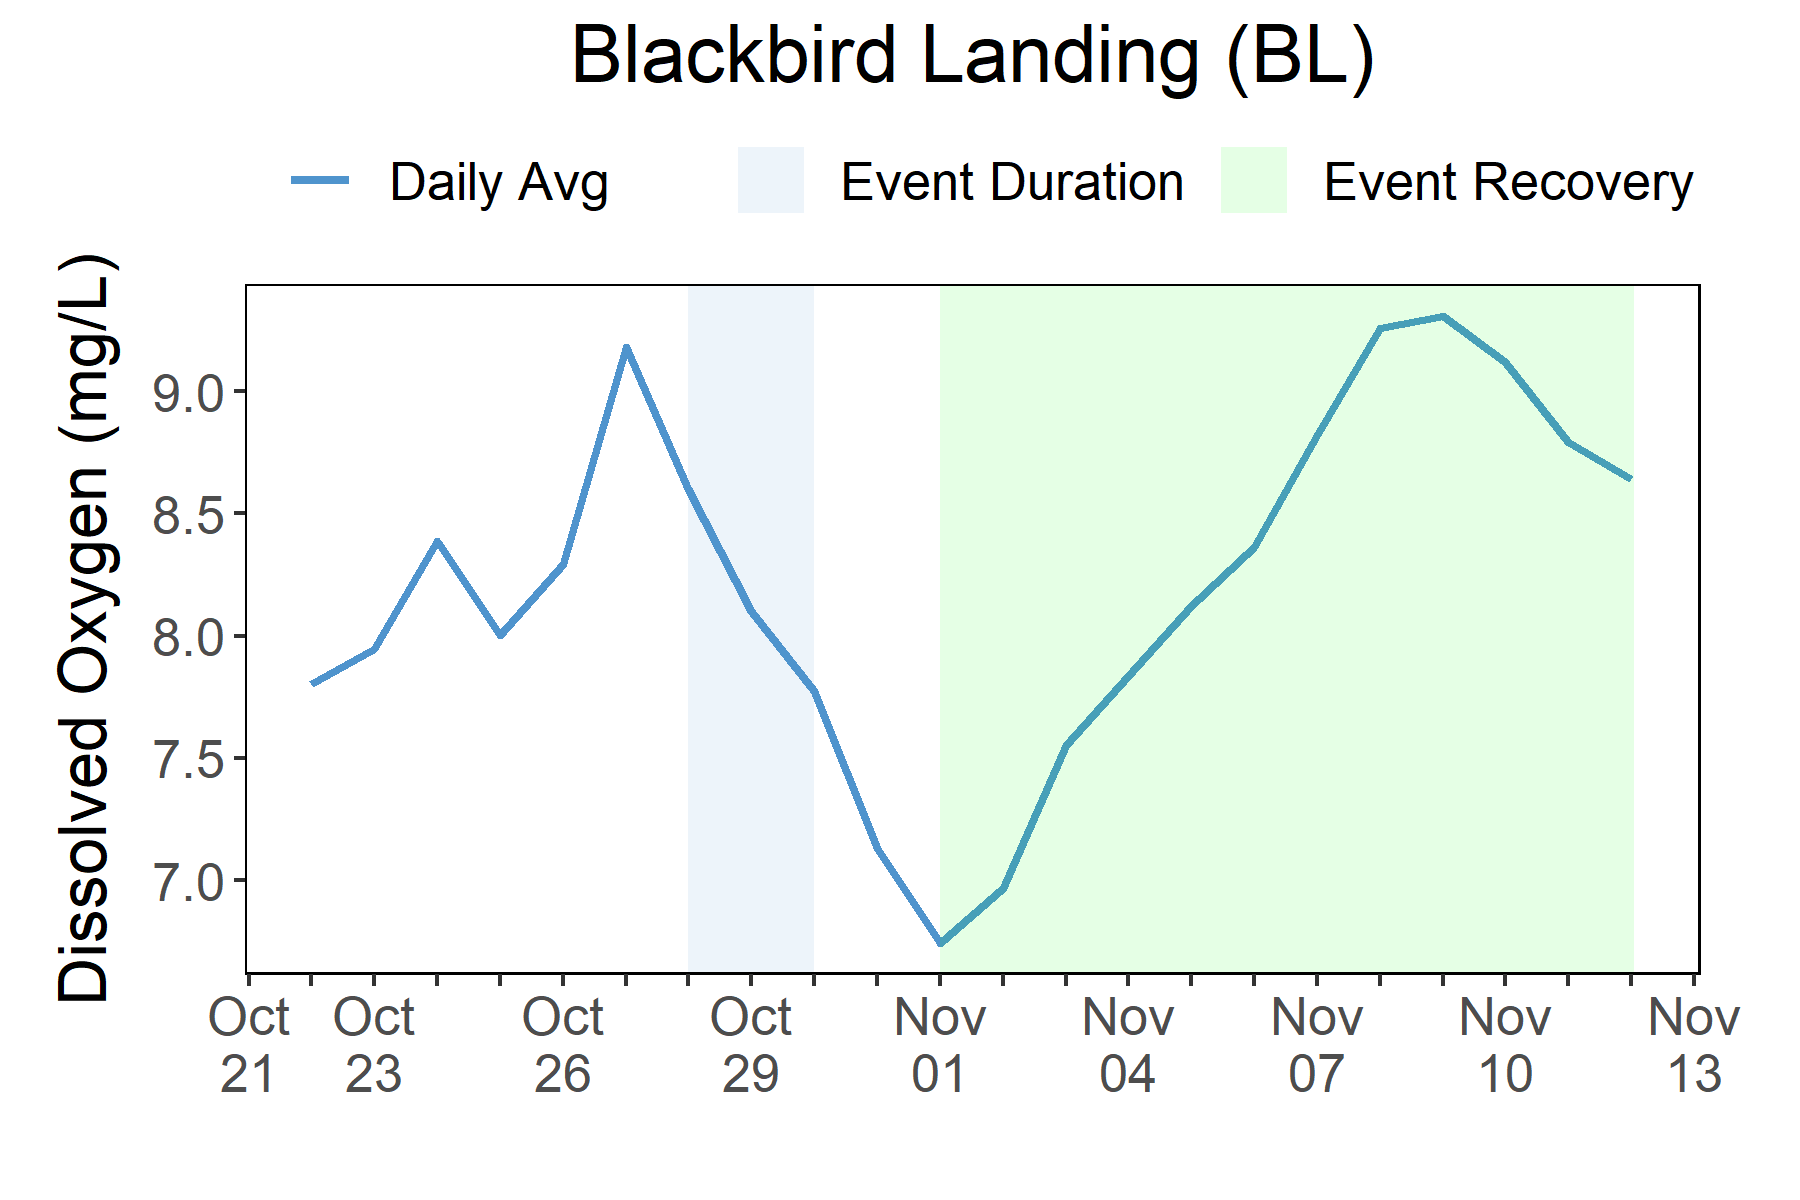 Blackbird Landing (BL)
Daily Avg Event Duration Event Recovery
Dissolved Oxygen (mg/L)
9.0
8.5
8.0
7.5
7.0
Oct Oct Oct Oct Nov Nov Nov Nov Nov
21 23 26 29 01 04 07 10 13